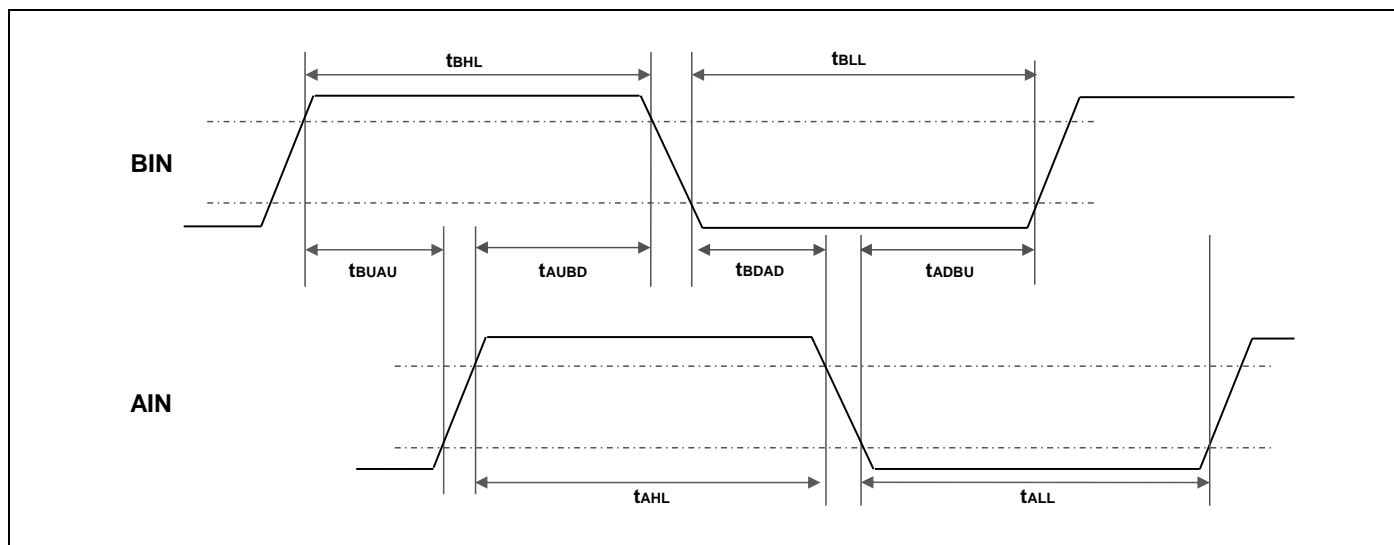 tBHL
tBLL
BIN
tBUAU
tAUBD
tBDAD
tADBU
AIN
tAHL
tALL